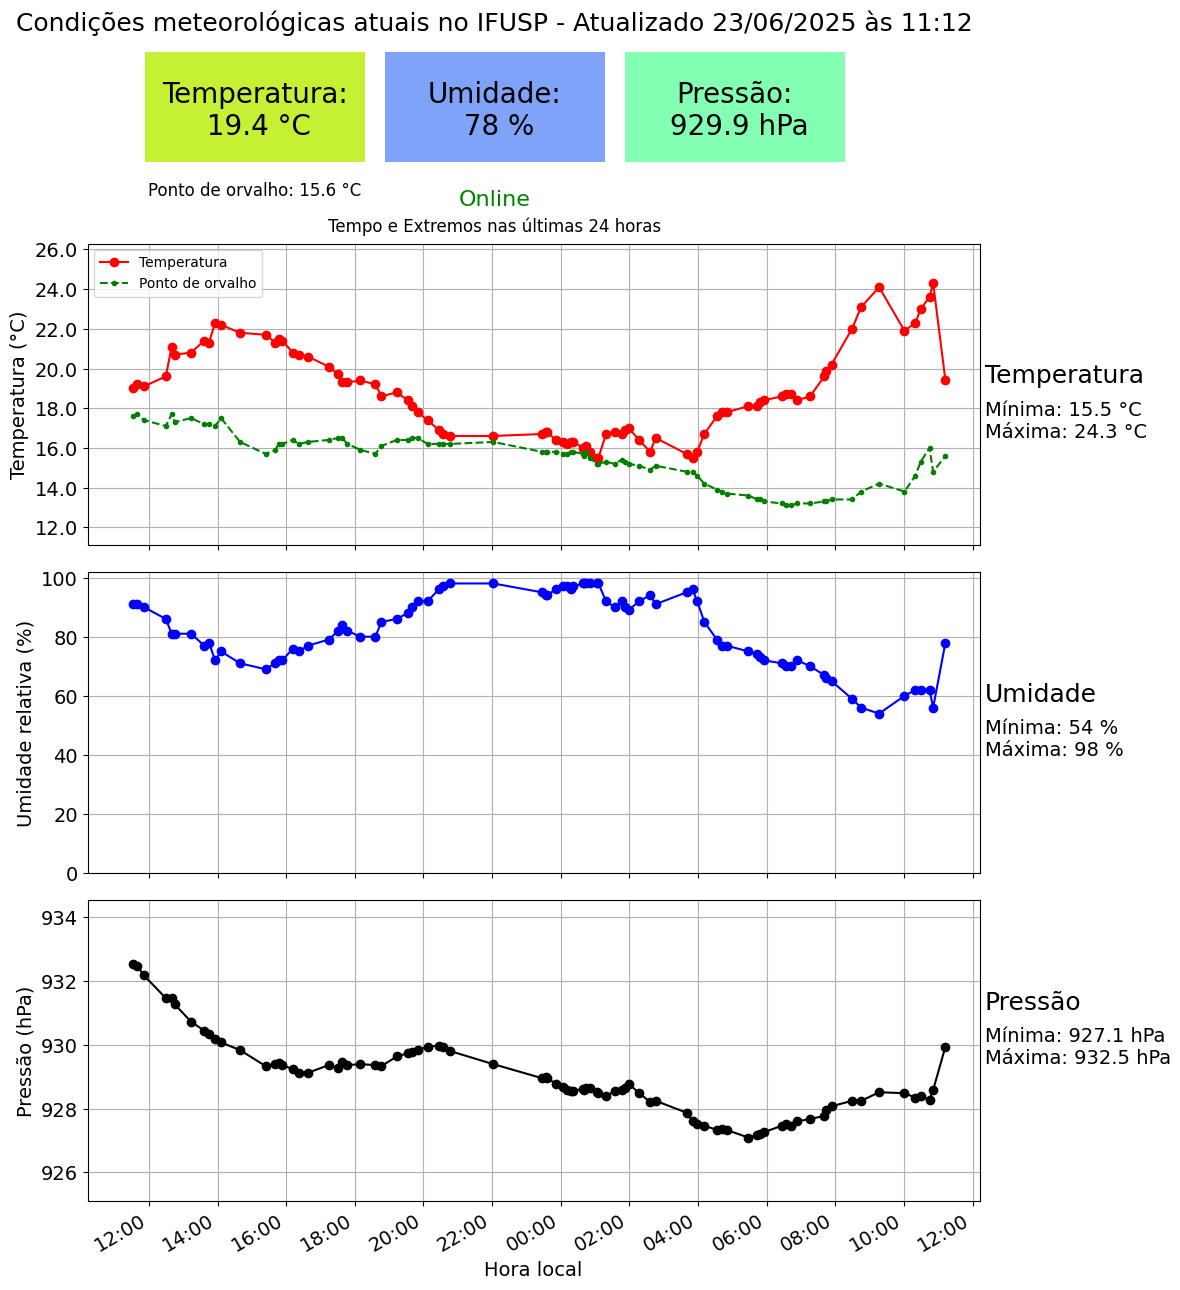 Condições meteorológicas atuais no IFUSP - Atualizado 23/06/2025 às 11:12
Temperatura:
19.4 °C
Umidade:
78 %
Pressão:
929.9 hPa
Ponto de orvalho: 15.6 °C
Online
Tempo e Extremos nas últimas 24 horas
Temperatura (°C)
26.0
24.0
22.0
20.0
18.0
16.0
14.0
12.0
Temperatura
Ponto de orvalho
Temperatura
Mínima: 15.5 °C
Máxima: 24.3 °C
Umidade relativa (%)
100
80
60
40
20
0
Umidade
Mínima: 54 %
Máxima: 98 %
Pressão (hPa)
934
932
930
928
926
Pressão
Mínima: 927.1 hPa
Máxima: 932.5 hPa
12:00 14:00 16:00 18:00 20:00 22:00 00:00 02:00 04:00 06:00 08:00 10:00 12:00
Hora local